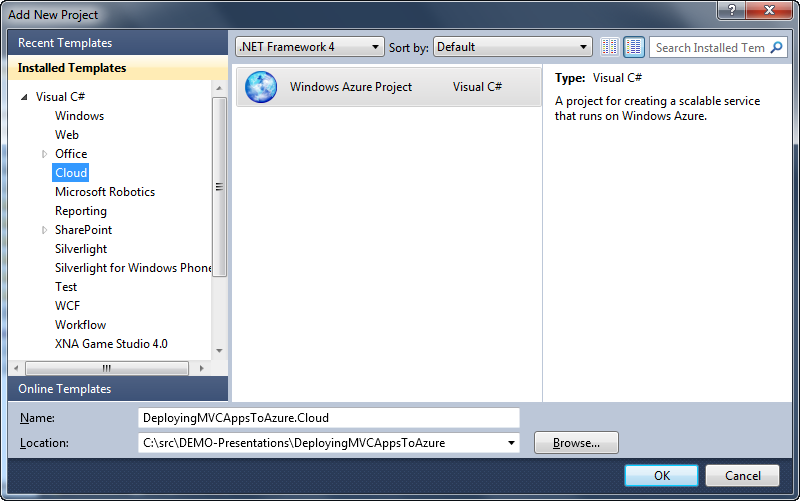 Add New Project
Recent Templates
Installed Templates
Visual C#
Windows
Web
Office
Cloud
Microsoft Robotics
Reporting
SharePoint
Silverlight
Silverlight for Windows Phone
Test
WCF
Workflow
XNA Game Studio 4.0
Online Templates
.NET Framework 4
Sort by:
Default
Search Installed Tem
Windows Azure Project
Visual C#
Type: Visual C#
A project for creating a scalable service
that runs on Windows Azure.
Name:
DeployingMVCAppsToAzure.Cloud
Location:
C:\src\DEMO-Presentations\DeployingMVCAppsToAzure
Browse...
OK
Cancel